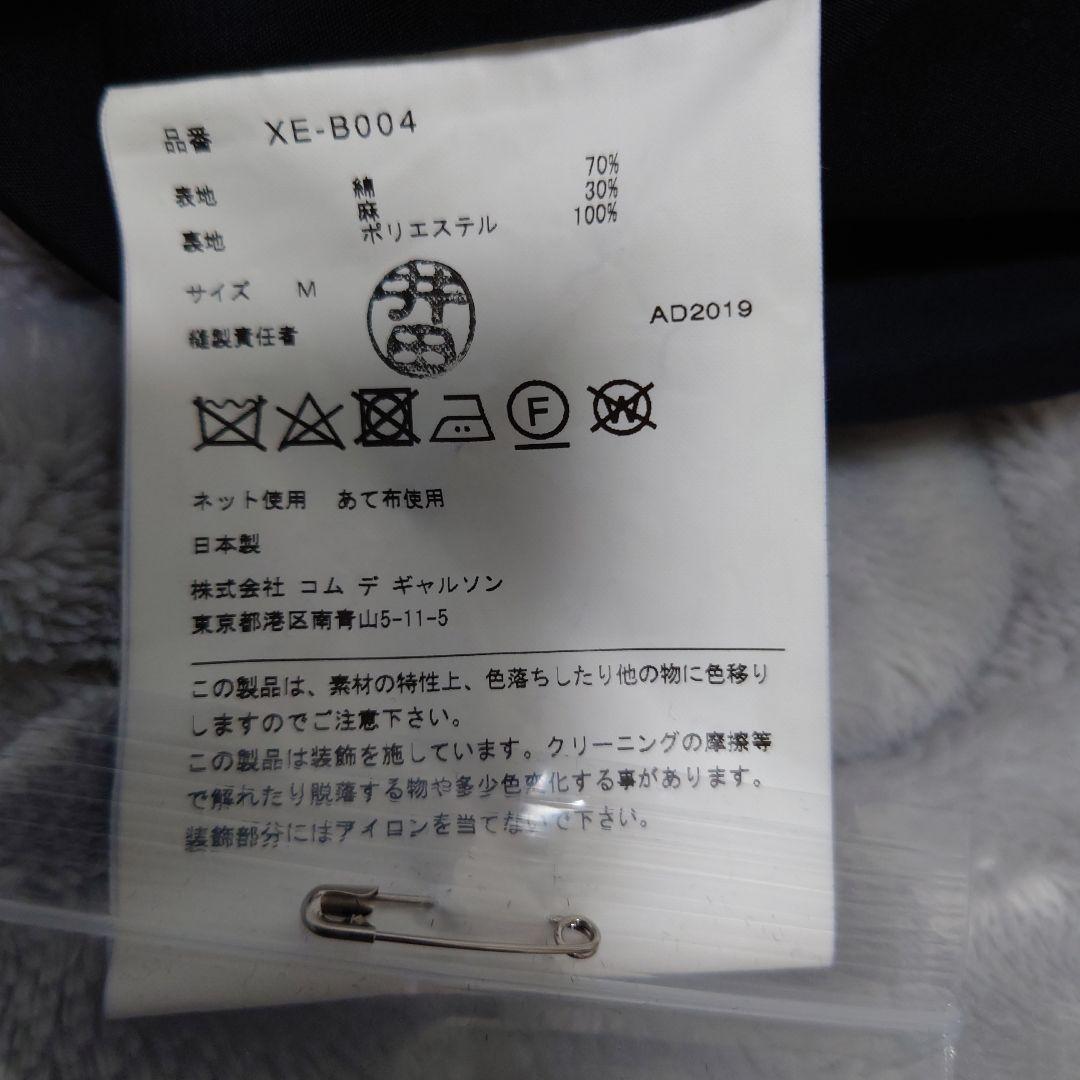 品番 XE-B004
表地 綿 70%
麻 30%
裏地 ポリエステル 100%
サイズ M
井田
AD2019
縫製責任者
F
W
ネット使用 あて布使用
日本製
株式会社 コム デ ギャルソン
東京都港区南青山5-11-5
この製品は、素材の特性上、色落ちしたり他の物に色移り
しますのでご注意下さい。
この製品は装飾を施しています。クリーニングの摩擦等
で解れたり脱落する物や多少色変化する事があります。
装飾部分にはアイロンを当てないで下さい。